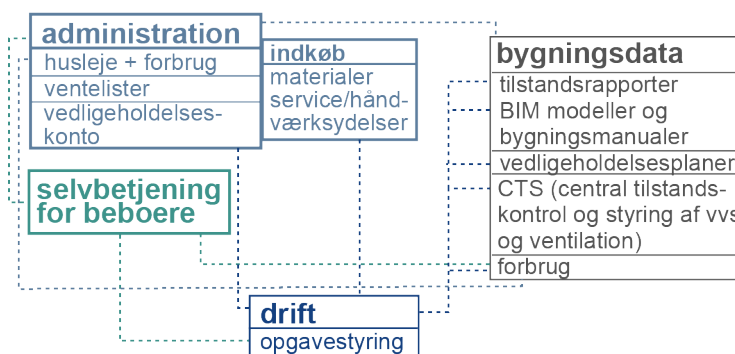 administration
husleje + forbrug
ventelister
vedligeholdelses-
konto
indkøb
materialer
service/hånd-
værksydelser
bygningsdata
tilstandsrapporter
BIM modeller og
bygningsmanualer
vedligeholdelsesplaner
CTS (central tilstands-
kontrol og styring af vvs
og ventilation)
forbrug
selvbetjening
for beboere
drift
opgavestyring